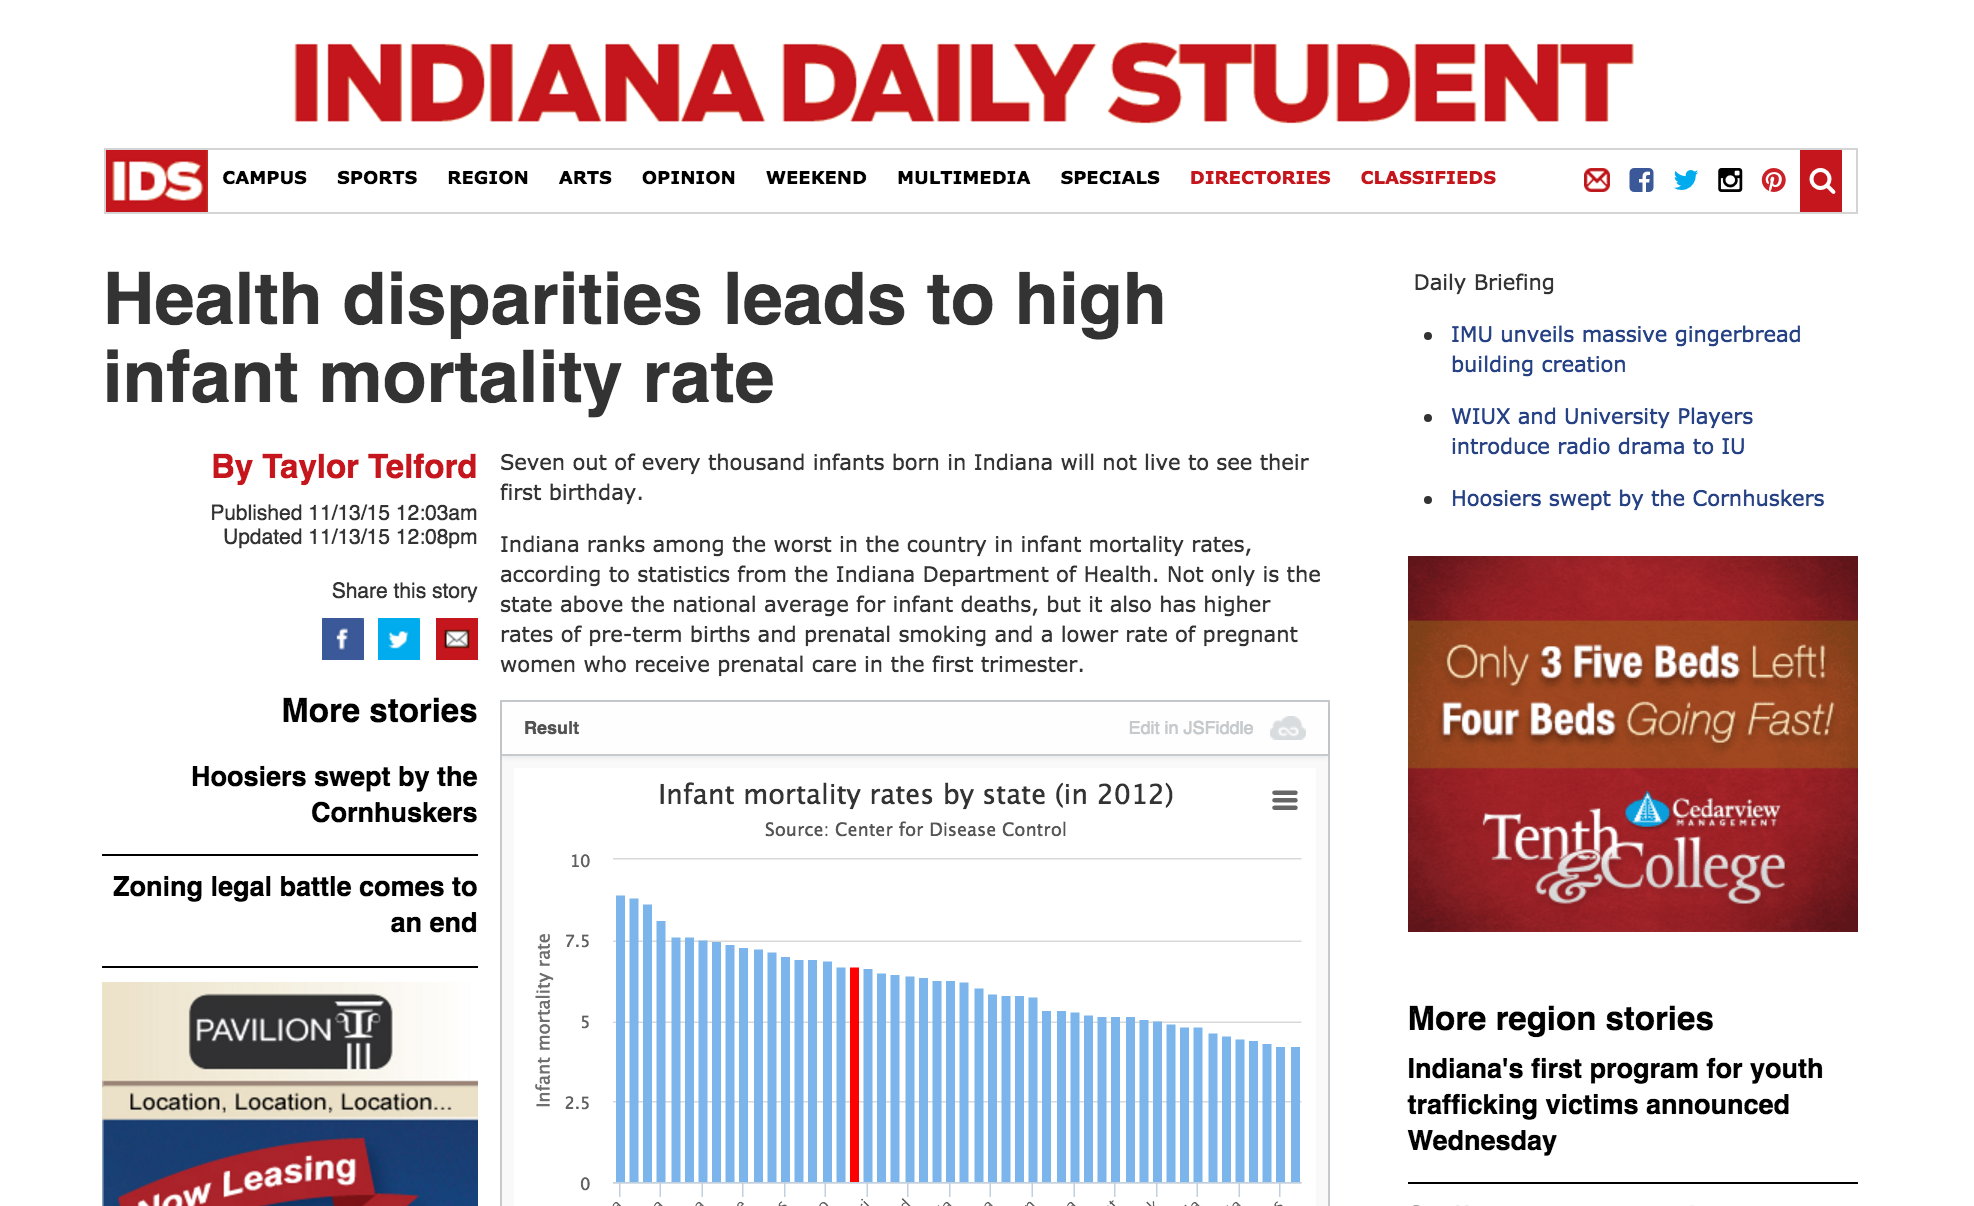 INDIANA DAILY STUDENT
IDS
CAMPUS SPORTS REGION ARTS OPINION WEEKEND MULTIMEDIA SPECIALS DIRECTORIES CLASSIFIEDS
Health disparities leads to high
infant mortality rate
By Taylor Telford
Published 11/13/15 12:03am
Updated 11/13/15 12:08pm
Share this story
More stories
Hoosiers swept by the
Cornhuskers
Zoning legal battle comes to
an end
PAVILION
Location, Location, Location...
Now Leasing
Seven out of every thousand infants born in Indiana will not live to see their
first birthday.
Indiana ranks among the worst in the country in infant mortality rates,
according to statistics from the Indiana Department of Health. Not only is the
state above the national average for infant deaths, but it also has higher
rates of pre-term births and prenatal smoking and a lower rate of pregnant
women who receive prenatal care in the first trimester.
Result
Edit in JSFiddle
Infant mortality rates by state (in 2012)
Source: Center for Disease Control
Infant mortality rate
10
7.5
5
2.5
0
Daily Briefing
IMU unveils massive gingerbread
building creation
WIUX and University Players
introduce radio drama to IU
Hoosiers swept by the Cornhuskers
Only 3 Five Beds Left!
Four Beds Going Fast!
Cedarview
MANAGEMENT
Tenth
&College
More region stories
Indiana's first program for youth
trafficking victims announced
Wednesday